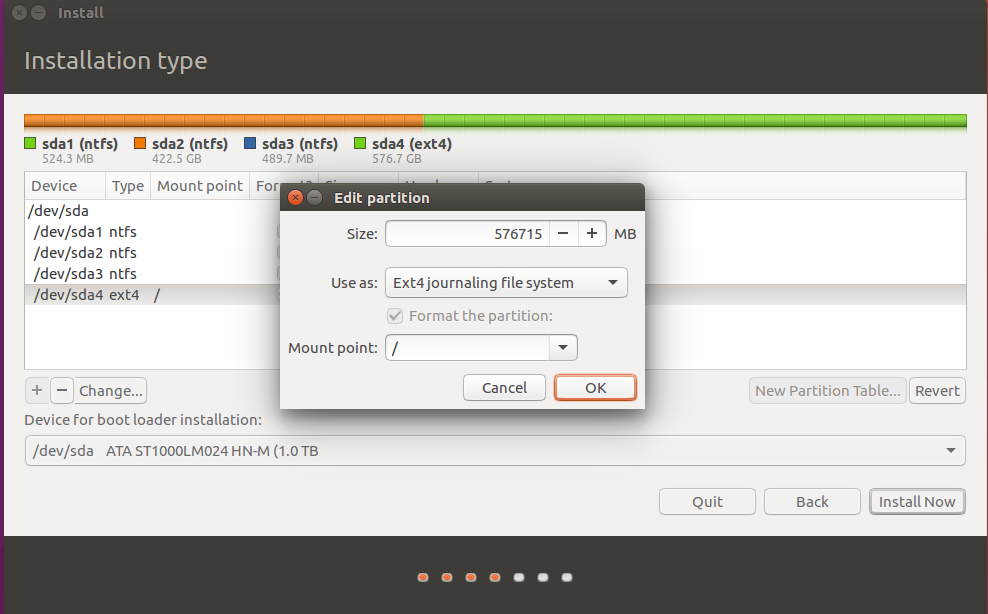 Install
Installation type
sda1 (ntfs) sda2 (ntfs) sda3 (ntfs) sda4 (ext4)
524.3 MB 422.5 GB 489.7 MB 576.7 GB
Device Type Mount point
/dev/sda
/dev/sda1 ntfs
/dev/sda2 ntfs
/dev/sda3 ntfs
/dev/sda4 ext4 /
Edit partition
Size: 576715 − + MB
Use as: Ext4 journaling file system
Format the partition:
Mount point: /
Cancel OK
+ − Change... New Partition Table... Revert
Device for boot loader installation:
/dev/sda ATA ST1000LM024 HN-M (1.0 TB
Quit Back Install Now